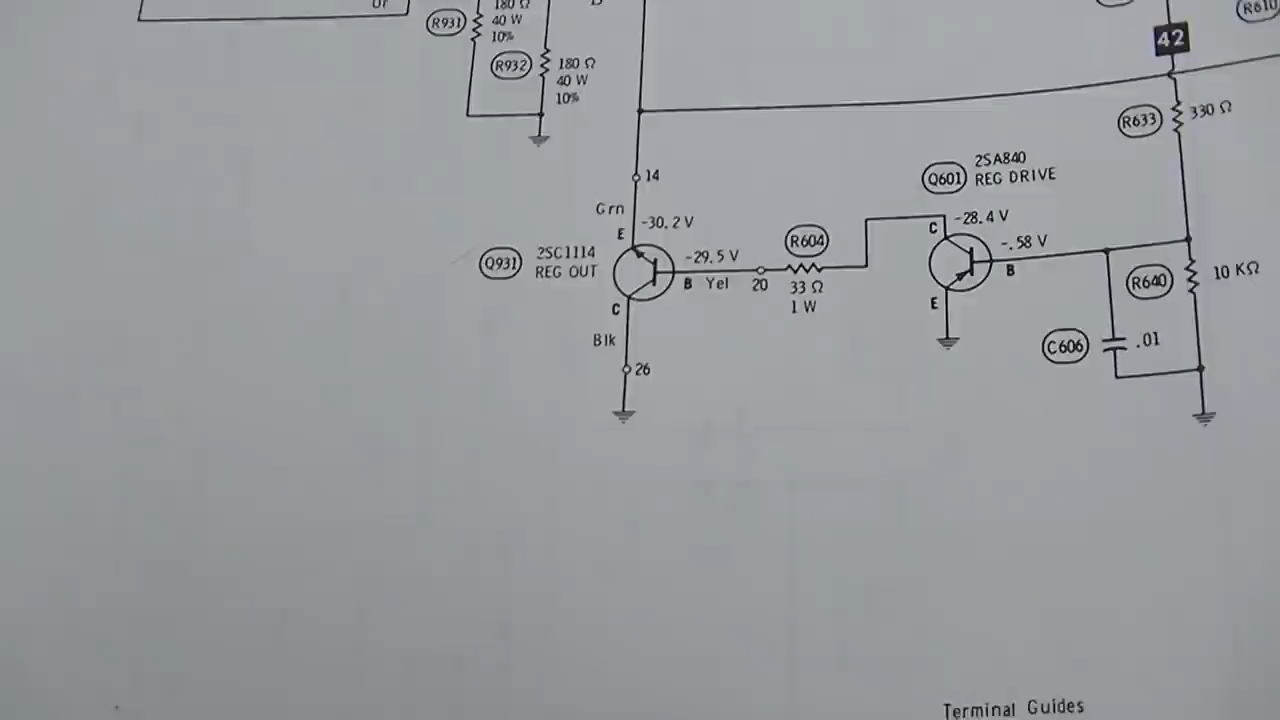 R931
180 Ω
40 W
10%
R932
180 Ω
40 W
10%
42
R610
R633
330 Ω
14
Grn
-30.2 V
E
Q931
2SC1114
REG OUT
-29.5 V
B Yel
20
C
Blk
26
R604
33 Ω
1 W
Q601
2SA840
REG DRIVE
-28.4 V
C
-.58 V
B
E
R640
10 KΩ
C606
.01
Terminal Guides